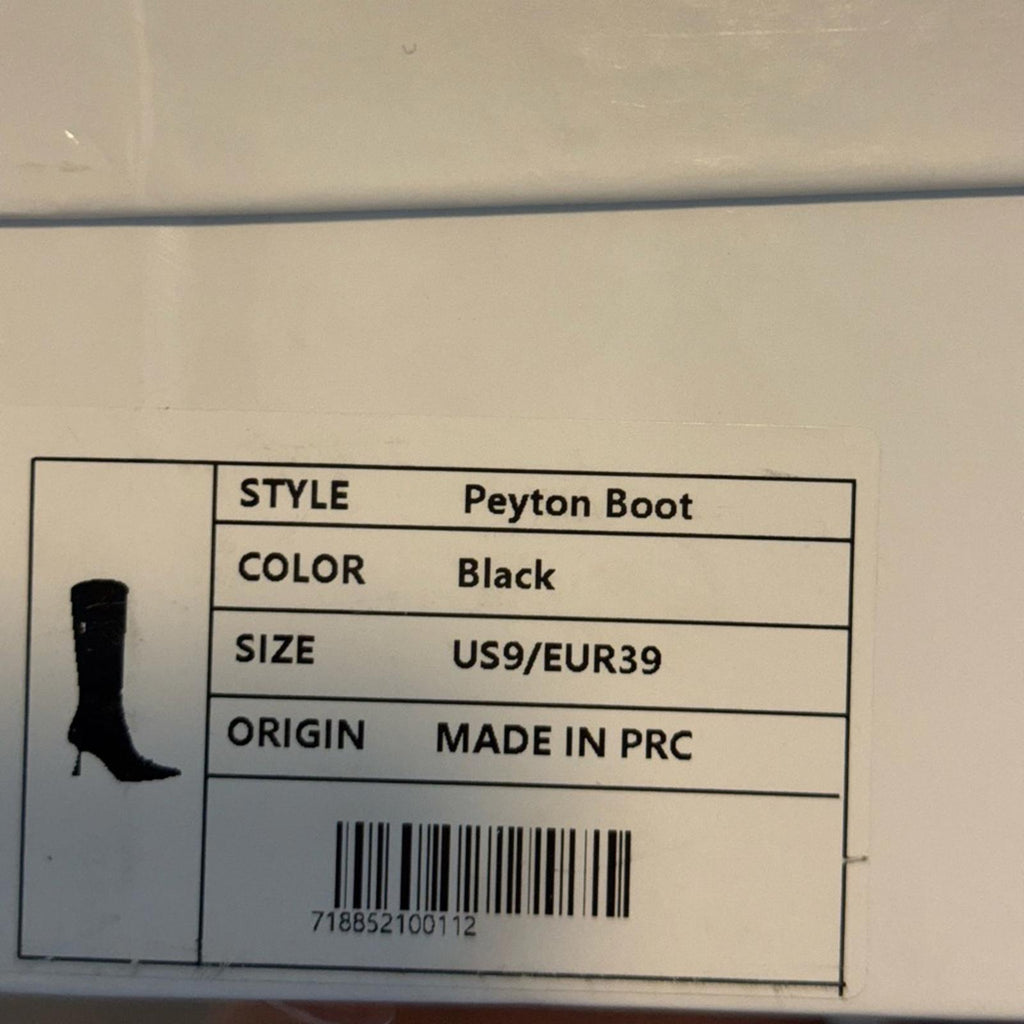 STYLE Peyton Boot
COLOR Black
SIZE US9/EUR39
ORIGIN MADE IN PRC
718852100112